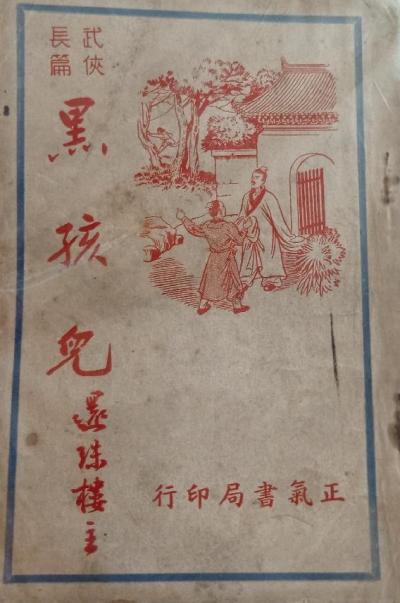 武俠
長篇
黑孩兒
還珠樓主
正氣書局印行